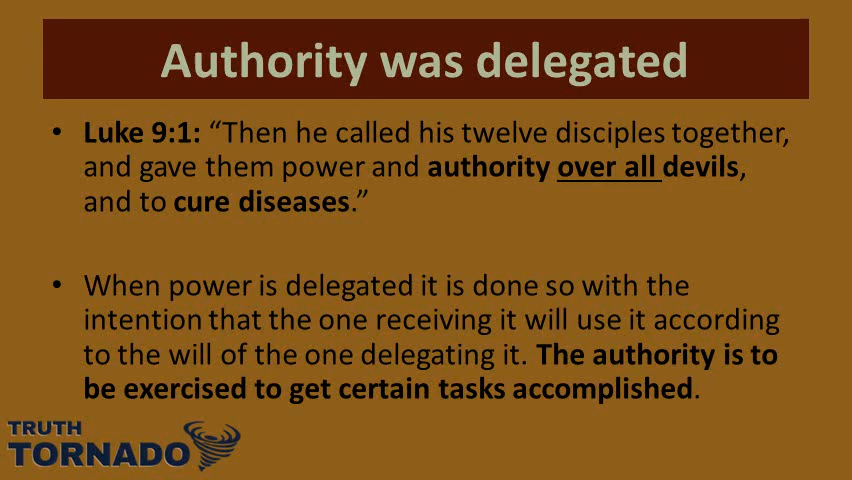 Authority was delegated
• Luke 9:1: “Then he called his twelve disciples together,
and gave them power and authority over all devils,
and to cure diseases.”
• When power is delegated it is done so with the
intention that the one receiving it will use it according
to the will of the one delegating it. The authority is to
be exercised to get certain tasks accomplished.
TRUTH
TORNADO